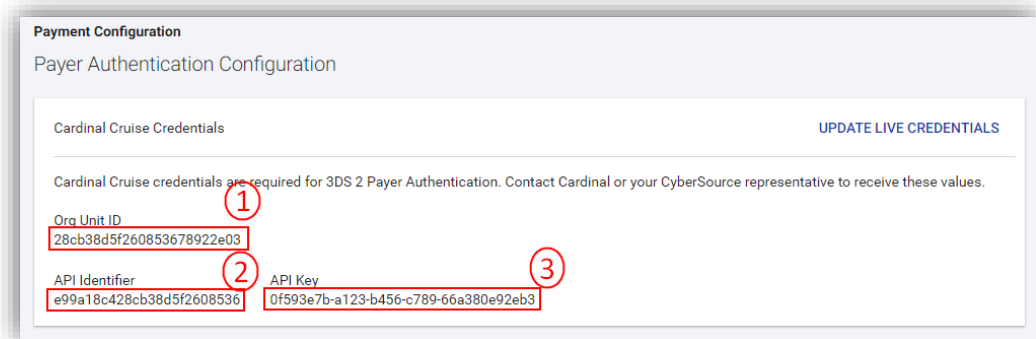 Payment Configuration
Payer Authentication Configuration
Cardinal Cruise Credentials
UPDATE LIVE CREDENTIALS
Cardinal Cruise credentials are required for 3DS 2 Payer Authentication. Contact Cardinal or your CyberSource representative to receive these values.
1
Org Unit ID
28cb38d5f260853678922e03
2
3
API Identifier
API Key
e99a18c428cb38d5f2608536
0f593e7b-a123-b456-c789-66a380e92eb3